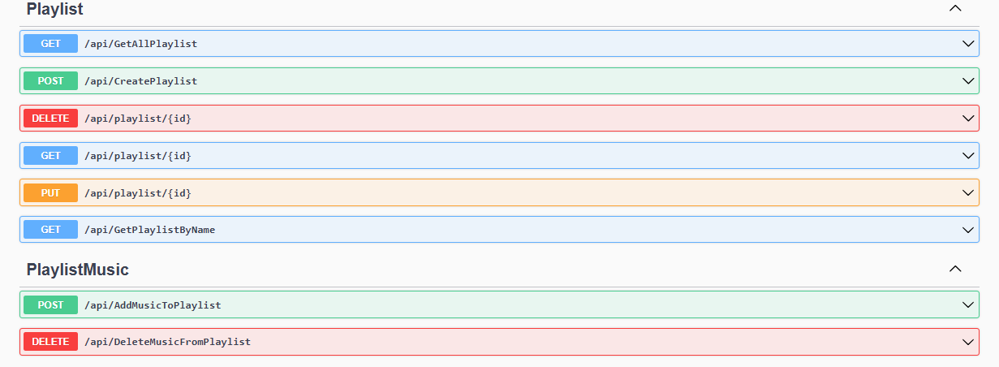 Playlist
GET /api/GetAllPlaylist
POST /api/CreatePlaylist
DELETE /api/playlist/{id}
GET /api/playlist/{id}
PUT /api/playlist/{id}
GET /api/GetPlaylistByName
PlaylistMusic
POST /api/AddMusicToPlaylist
DELETE /api/DeleteMusicFromPlaylist